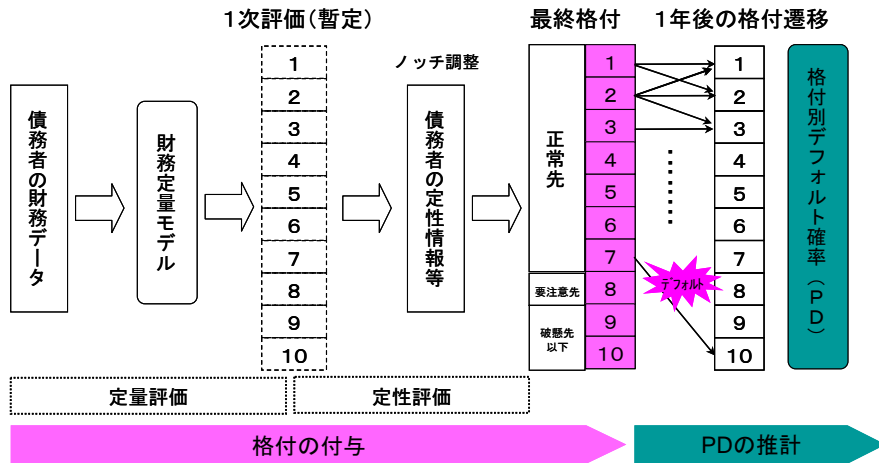 1次評価(暫定)
最終格付
1年後の格付遷移
ノッチ調整
債務者の財務データ
財務定量モデル
1
2
3
4
5
6
7
8
9
10
債務者の定性情報等
正常先
要注意先
破懸先
以下
1
2
3
4
5
6
7
8
9
10
デフォルト
1
2
3
4
5
6
7
8
9
10
格付別デフォルト確率(PD)
定量評価
定性評価
格付の付与
PDの推計